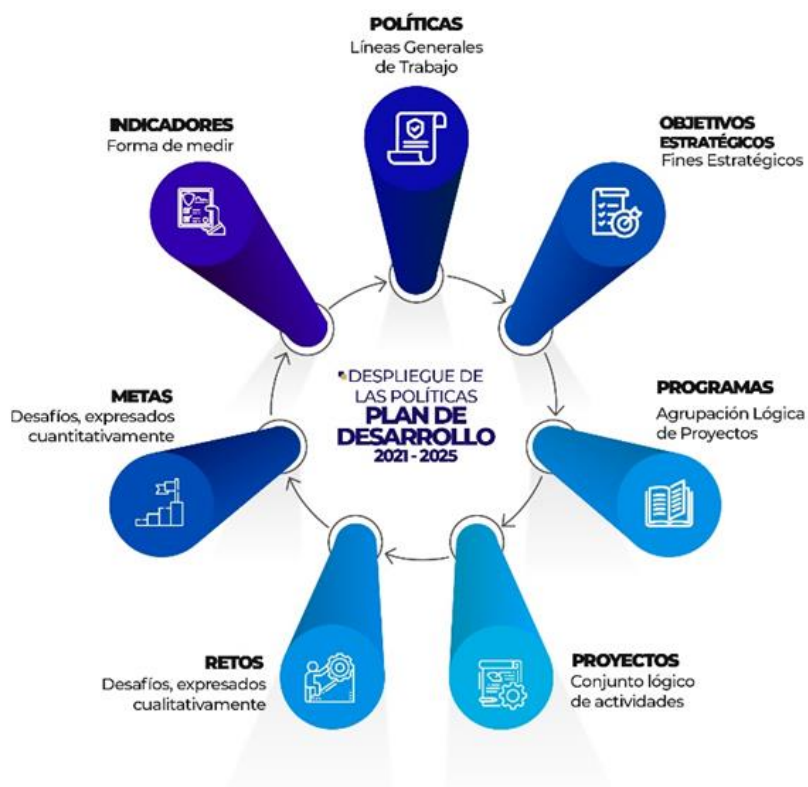 POLÍTICAS
Líneas Generales
de Trabajo
OBJETIVOS
ESTRATÉGICOS
Fines Estratégicos
PROGRAMAS
Agrupación Lógica
de Proyectos
PROYECTOS
Conjunto lógico
de actividades
RETOS
Desafíos, expresados
cualitativamente
METAS
Desafíos, expresados
cuantitativamente
INDICADORES
Forma de medir
DESPLIEGUE DE
LAS POLÍTICAS
PLAN DE
DESARROLLO
2021 - 2025